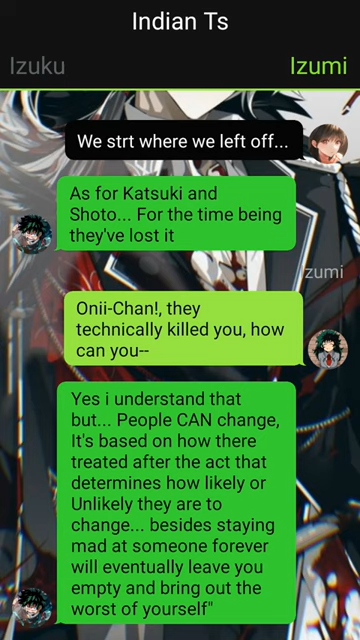 Indian Ts
Izuku
Izumi
We strt where we left off...
As for Katsuki and
Shoto... For the time being
they've lost it
zumi
Onii-Chan!, they
technically killed you, how
can you--
Yes i understand that
but... People CAN change,
It's based on how there
treated after the act that
determines how likely or
Unlikely they are to
change... besides staying
mad at someone forever
will eventually leave you
empty and bring out the
worst of yourself"